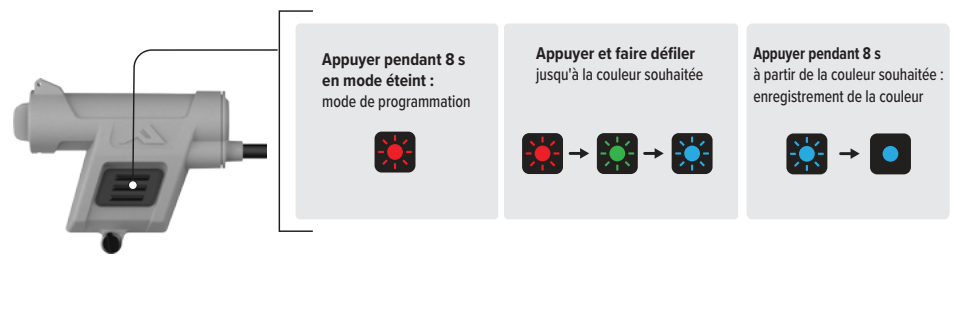 Appuyer pendant 8 s
en mode éteint :
mode de programmation
Appuyer et faire défiler
jusqu'à la couleur souhaitée
Appuyer pendant 8 s
à partir de la couleur souhaitée :
enregistrement de la couleur